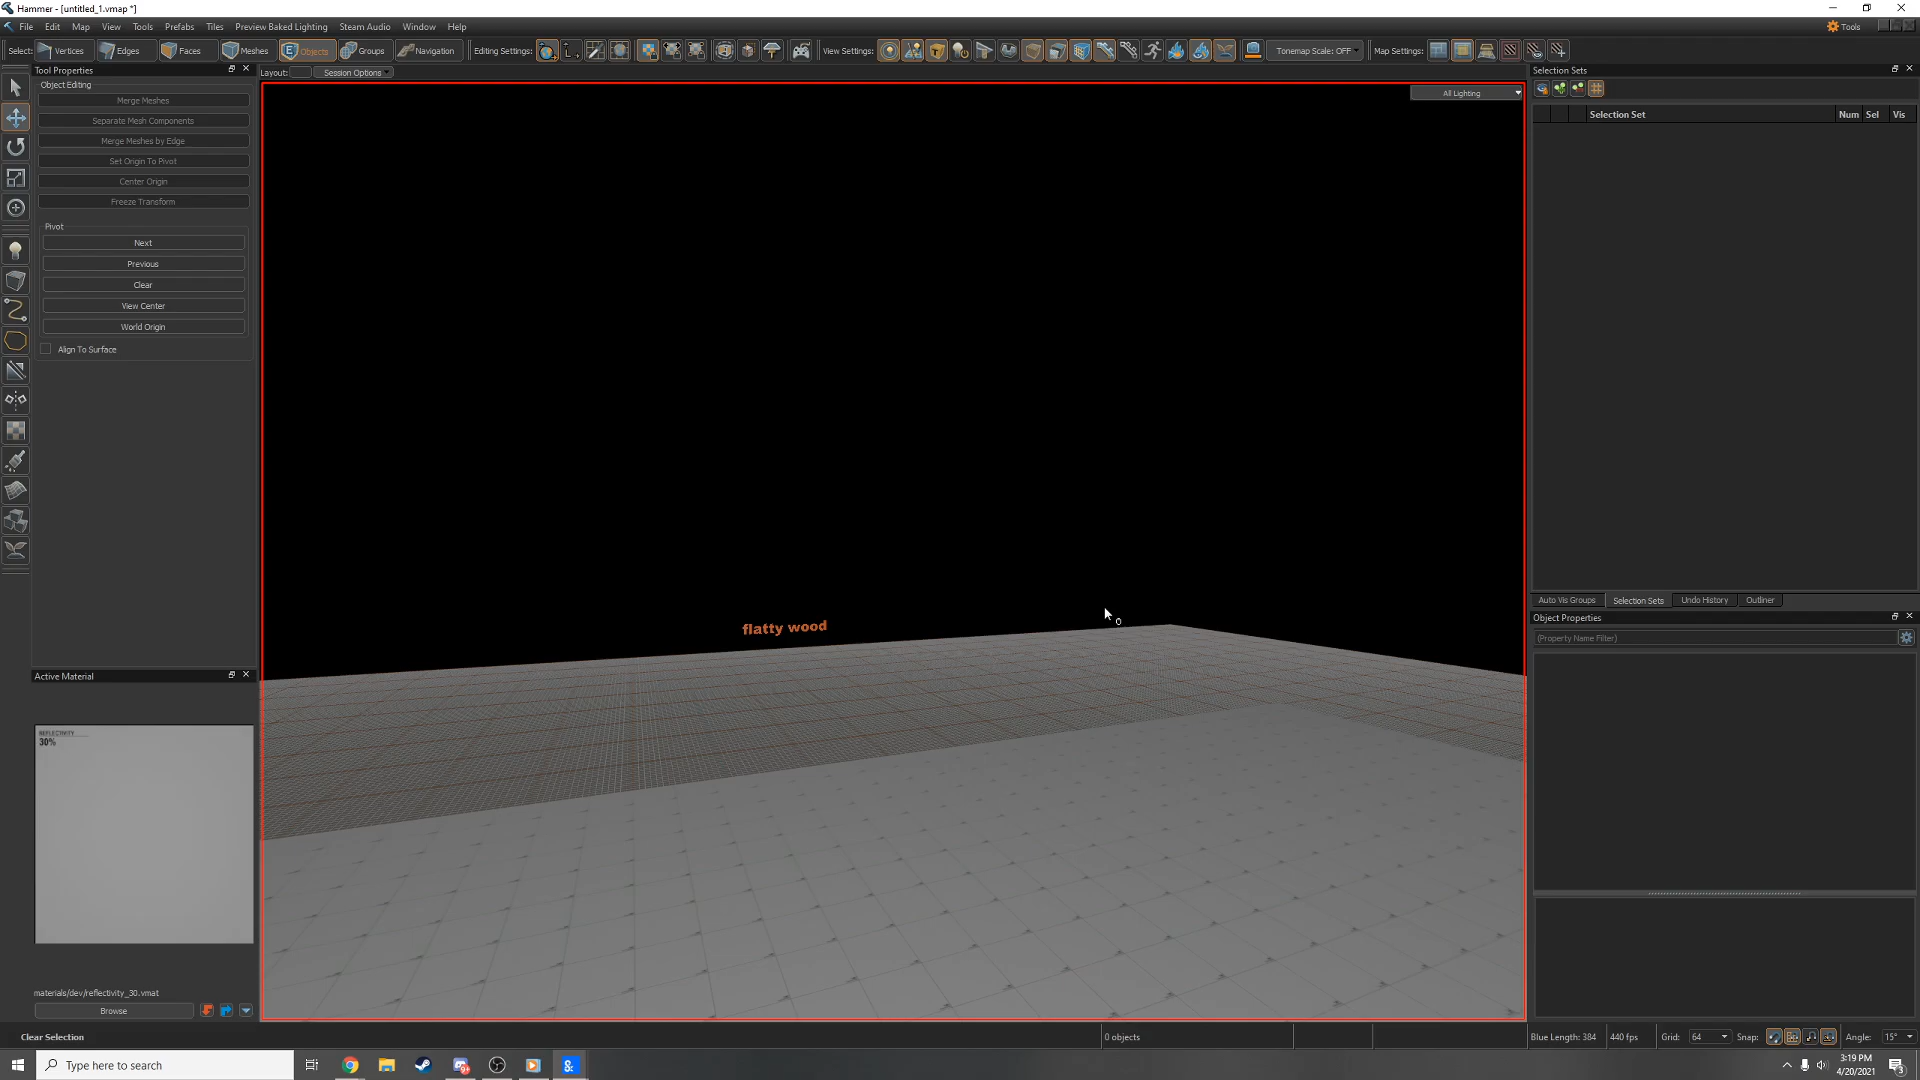 Hammer - [untitled_1.vmap *]
File Edit Map View Tools Prefabs Tiles Preview Baked Lighting Steam Audio Window Help Tools
Select: Vertices Edges Faces Meshes Objects Groups Navigation Editing Settings: View Settings: Tonemap Scale: OFF Map Settings:
Tool Properties
Layout: Session Options
Selection Sets
Object Editing
Merge Meshes
Separate Mesh Components
Merge Meshes by Edge
Set Origin To Pivot
Center Origin
Freeze Transform
Pivot
Next
Previous
Clear
View Center
World Origin
Align To Surface
All Lighting
Selection Set Num Sel Vis
flatty wood
Auto Vis Groups Selection Sets Undo History Outliner
Object Properties
(Property Name Filter)
Active Material
REFLECTIVITY
30%
materials/dev/reflectivity_30.vmat
Browse
Clear Selection
0 objects
Blue Length: 384 440 fps Grid: 64 Snap: Angle: 15°
Type here to search
3:19 PM
4/20/2021